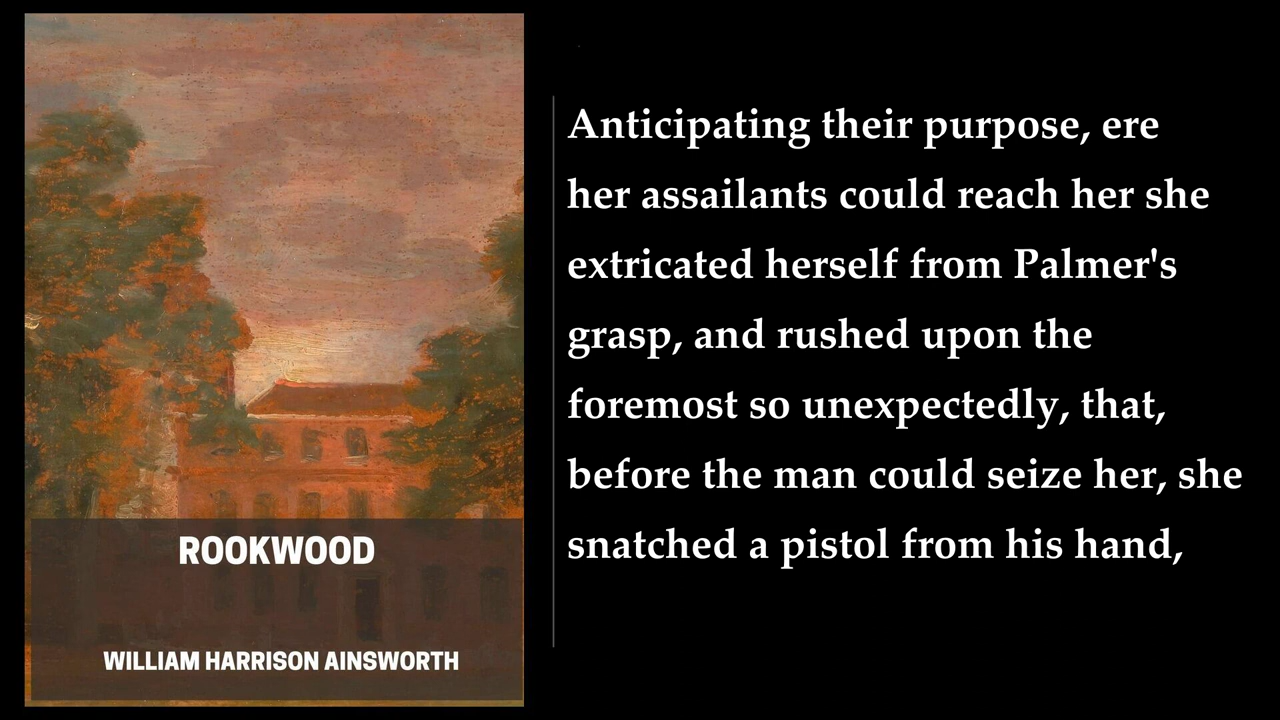 ROOKWOOD
WILLIAM HARRISON AINSWORTH
Anticipating their purpose, ere
her assailants could reach her she
extricated herself from Palmer's
grasp, and rushed upon the
foremost so unexpectedly, that,
before the man could seize her, she
snatched a pistol from his hand,